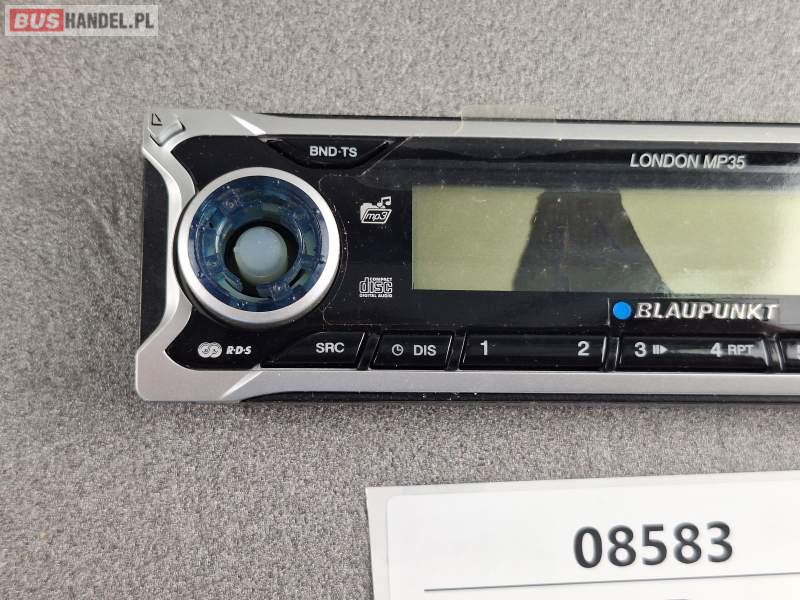 BUSHANDEL.PL
BND·TS
LONDON MP35
mp3
COMPACT
disc
DIGITAL AUDIO
BLAUPUNKT
R·D·S
SRC
DIS
1 2
3 4 RPT
08583